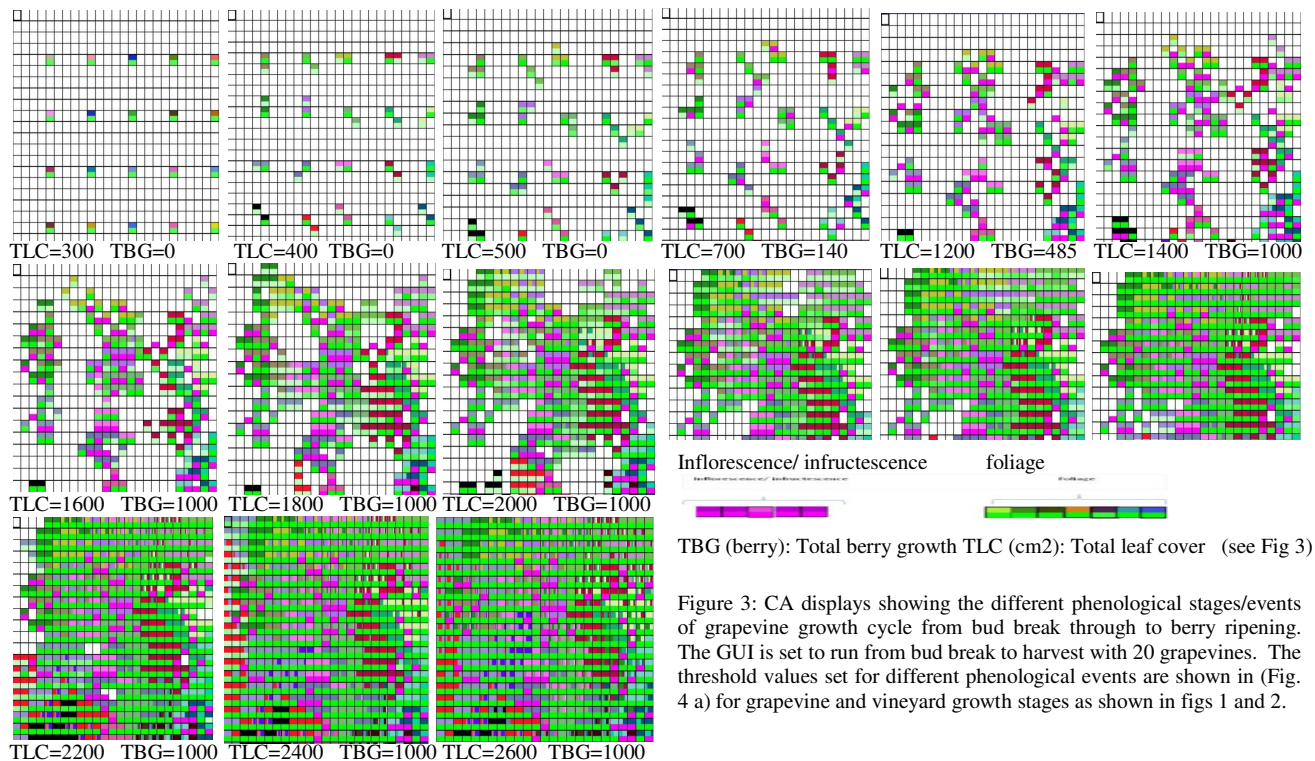 TLC=300 TBG=0
TLC=400 TBG=0
TLC=500 TBG=0
TLC=700 TBG=140
TLC=1200 TBG=485
TLC=1400 TBG=1000
TLC=1600 TBG=1000
TLC=1800 TBG=1000
TLC=2000 TBG=1000
Inflorescence/ infructescence foliage
Inflorescence/ infructescence foliage
TBG (berry): Total berry growth TLC (cm2): Total leaf cover (see Fig 3)
TLC=2200 TBG=1000
TLC=2400 TBG=1000
TLC=2600 TBG=1000
Figure 3: CA displays showing the different phenological stages/events
of grapevine growth cycle from bud break through to berry ripening.
The GUI is set to run from bud break to harvest with 20 grapevines. The
threshold values set for different phenological events are shown in (Fig.
4 a) for grapevine and vineyard growth stages as shown in figs 1 and 2.